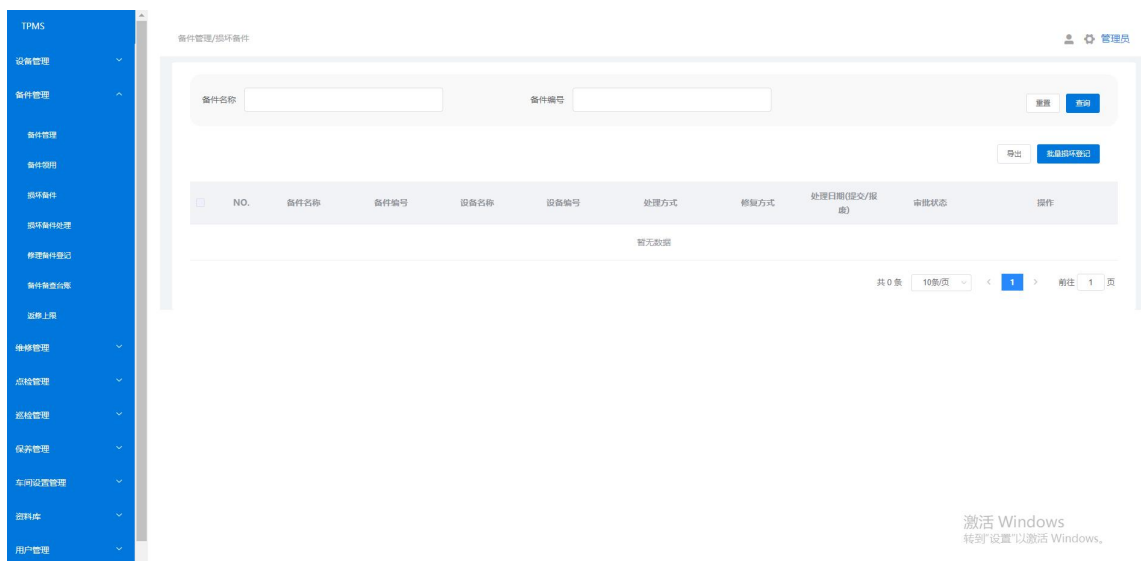 TPMS
设备管理
备件管理
备件管理
备件领用
损坏备件
损坏备件处理
修理备件登记
备件备查台账
返修上限
维修管理
点检管理
巡检管理
保养管理
车间设置管理
资料库
用户管理
备件管理/损坏备件
管理员
备件名称 备件编号 重置 查询
导出 批量损坏登记
NO. 备件名称 备件编号 设备名称 设备编号 处理方式 修复方式 处理日期(提交/报废) 审批状态 操作
暂无数据
共 0 条 10条/页 1 前往 1 页
激活 Windows
转到"设置"以激活 Windows。